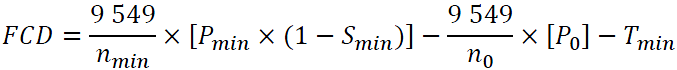 FCD = 9 549 / n_min × [P_min × (1 − S_min)] − 9 549 / n_0 × [P_0] − T_min